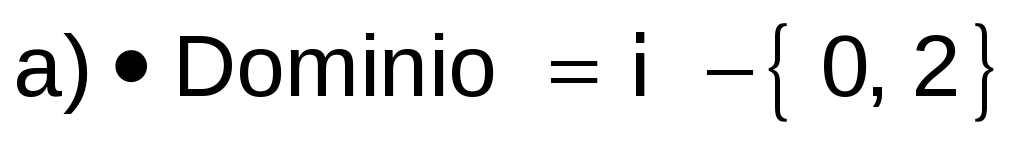 a) • Dominio = i − { 0, 2 }